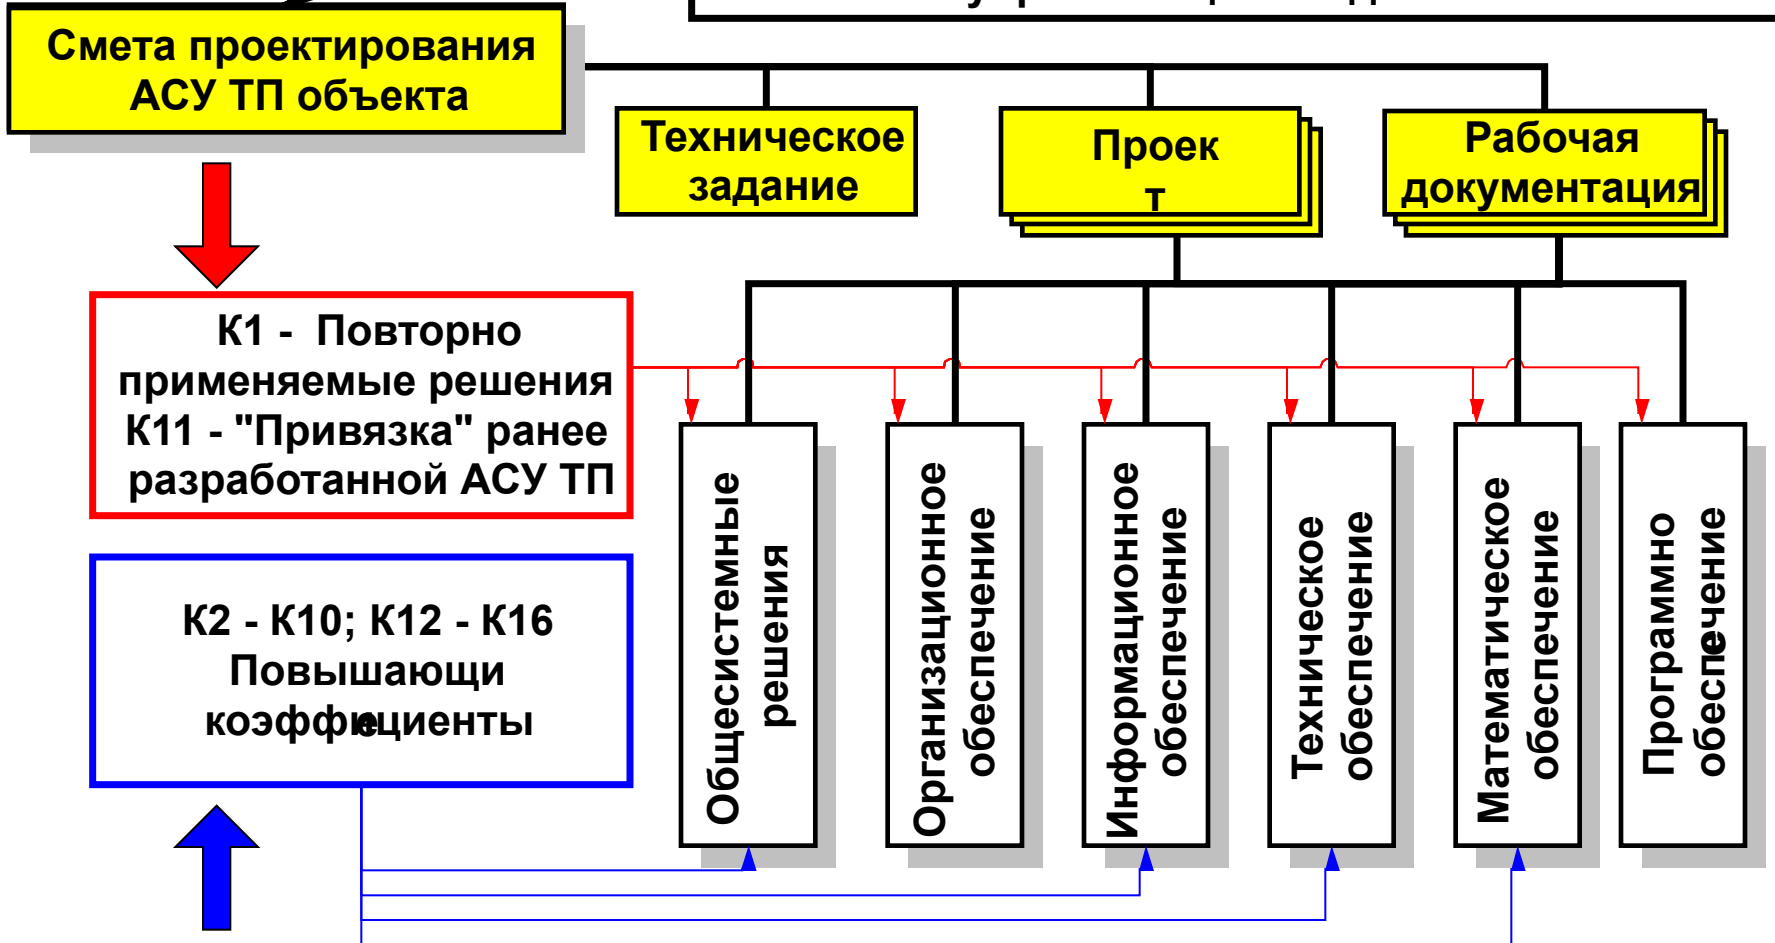 Смета проектирования
АСУ ТП объекта
Техническое
задание
Проек
т
Рабочая
документация
К1 - Повторно
применяемые решения
К11 - "Привязка" ранее
разработанной АСУ ТП
К2 - К10; К12 - К16
Повышающи
е
коэффициенты
Общесистемные
решения
Организационное
обеспечение
Информационное
обеспечение
Техническое
обеспечение
Математическое
обеспечение
Программно
е
обеспечение